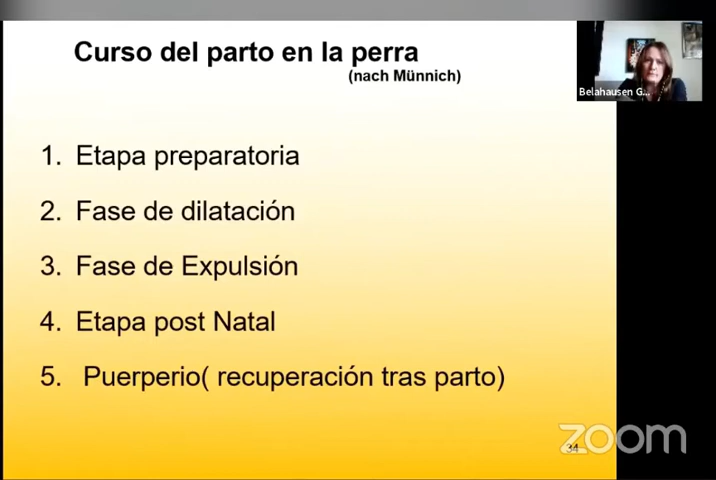 Curso del parto en la perra
(nach Münnich)
Belahausen G...
1. Etapa preparatoria
2. Fase de dilatación
3. Fase de Expulsión
4. Etapa post Natal
5. Puerperio( recuperación tras parto)
34
zoom